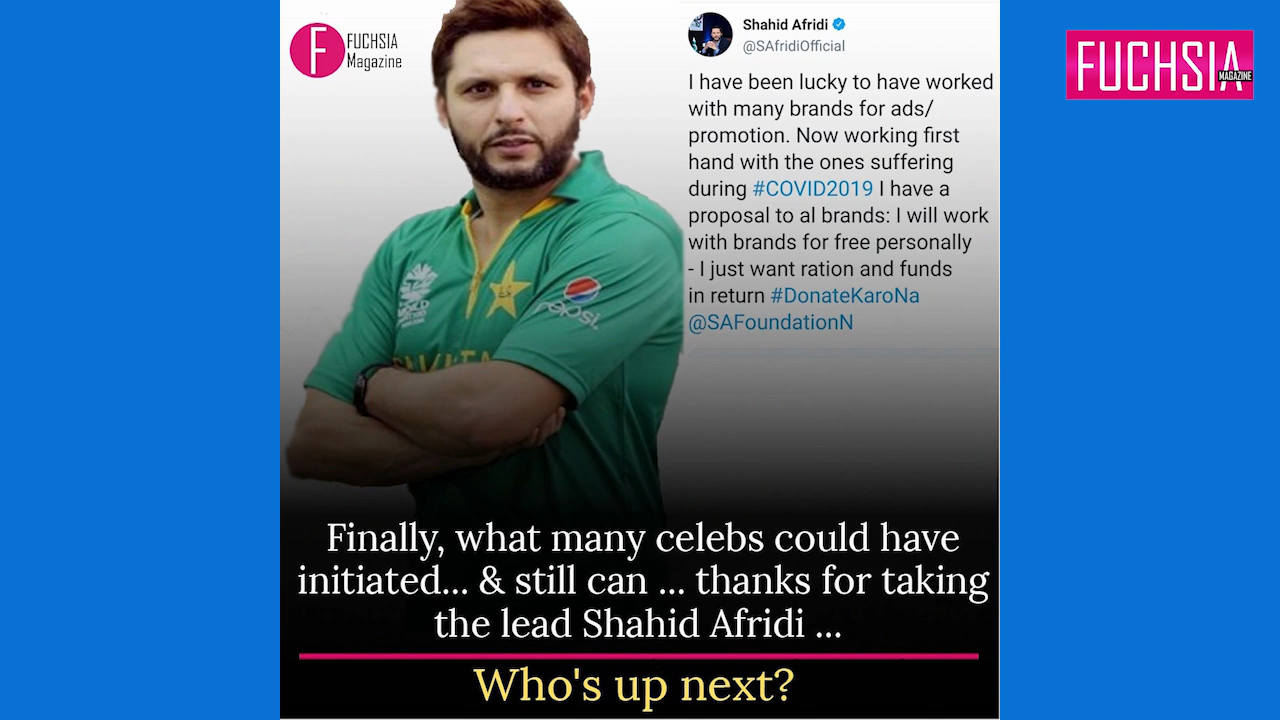 FUCHSIA
Magazine
Shahid Afridi
@SAfridiOfficial
I have been lucky to have worked
with many brands for ads/
promotion. Now working first
hand with the ones suffering
during #COVID2019 I have a
proposal to al brands: I will work
with brands for free personally
- I just want ration and funds
in return #DonateKaroNa
@SAFoundationN
FUCHSIA
MAGAZINE
pepsi
Finally, what many celebs could have
initiated... & still can ... thanks for taking
the lead Shahid Afridi ...
Who's up next?